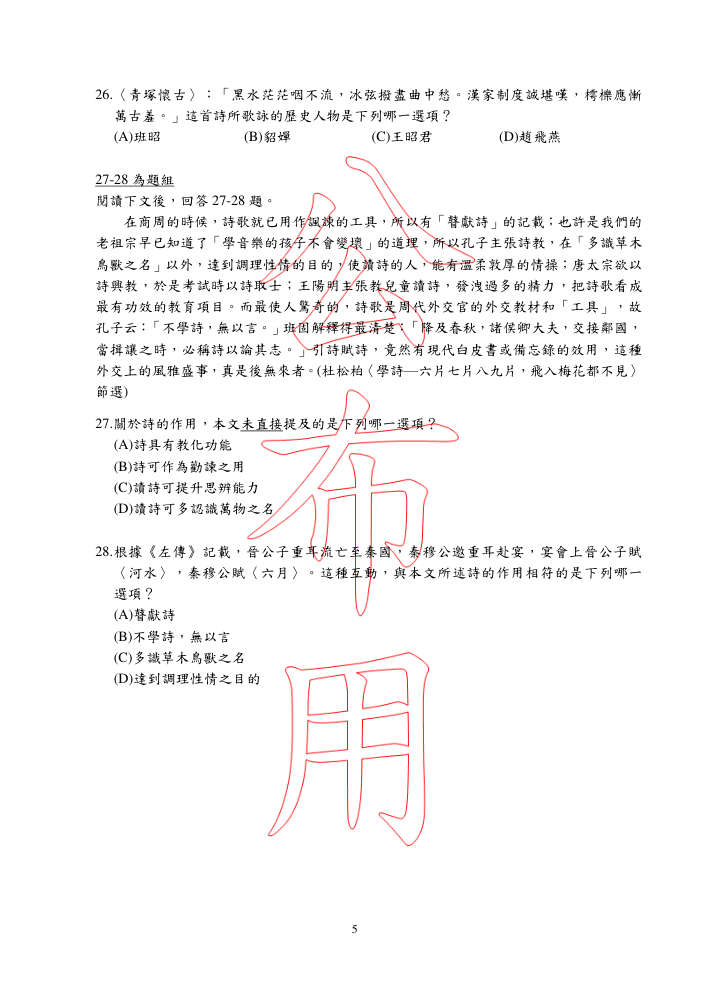 26.〈青塚懷古〉:「黑水茫茫咽不流,冰弦撥盡曲中愁。漢家制度誠堪嘆,樗櫟應慚
萬古羞。」這首詩所歌詠的歷史人物是下列哪一選項?
(A)班昭 (B)貂嬋 (C)王昭君 (D)趙飛燕
27-28 為題組
閱讀下文後,回答 27-28 題。
在商周的時候,詩歌就已用作諷諫的工具,所以有「瞽獻詩」的記載;也許是我們的
老祖宗早已知道了「學音樂的孩子不會變壞」的道理,所以孔子主張詩教,在「多識草木
鳥獸之名」以外,達到調理性情的目的,使讀詩的人,能有溫柔敦厚的情操;唐太宗欲以
詩興教,於是考試時以詩取士;王陽明主張教兒童讀詩,發洩過多的精力,把詩歌看成
最有功效的教育項目。而最使人驚奇的,詩歌是周代外交官的外交教材和「工具」,故
孔子云:「不學詩,無以言。」班固解釋得最清楚:「降及春秋,諸侯卿大夫,交接鄰國,
當揖讓之時,必稱詩以論其志。」引詩賦詩,竟然有現代白皮書或備忘錄的效用,這種
外交上的風雅盛事,真是後無來者。(杜松柏〈學詩—六片七片八九片,飛入梅花都不見〉
節選)
27.關於詩的作用,本文未直接提及的是下列哪一選項?
(A)詩具有教化功能
(B)詩可作為勸諫之用
(C)讀詩可提升思辨能力
(D)讀詩可多認識萬物之名
28.根據《左傳》記載,晉公子重耳流亡至秦國,秦穆公邀重耳赴宴,宴會上晉公子賦
〈河水〉,秦穆公賦〈六月〉。這種互動,與本文所述詩的作用相符的是下列哪一
選項?
(A)瞽獻詩
(B)不學詩,無以言
(C)多識草木鳥獸之名
(D)達到調理性情之目的
公布用
5